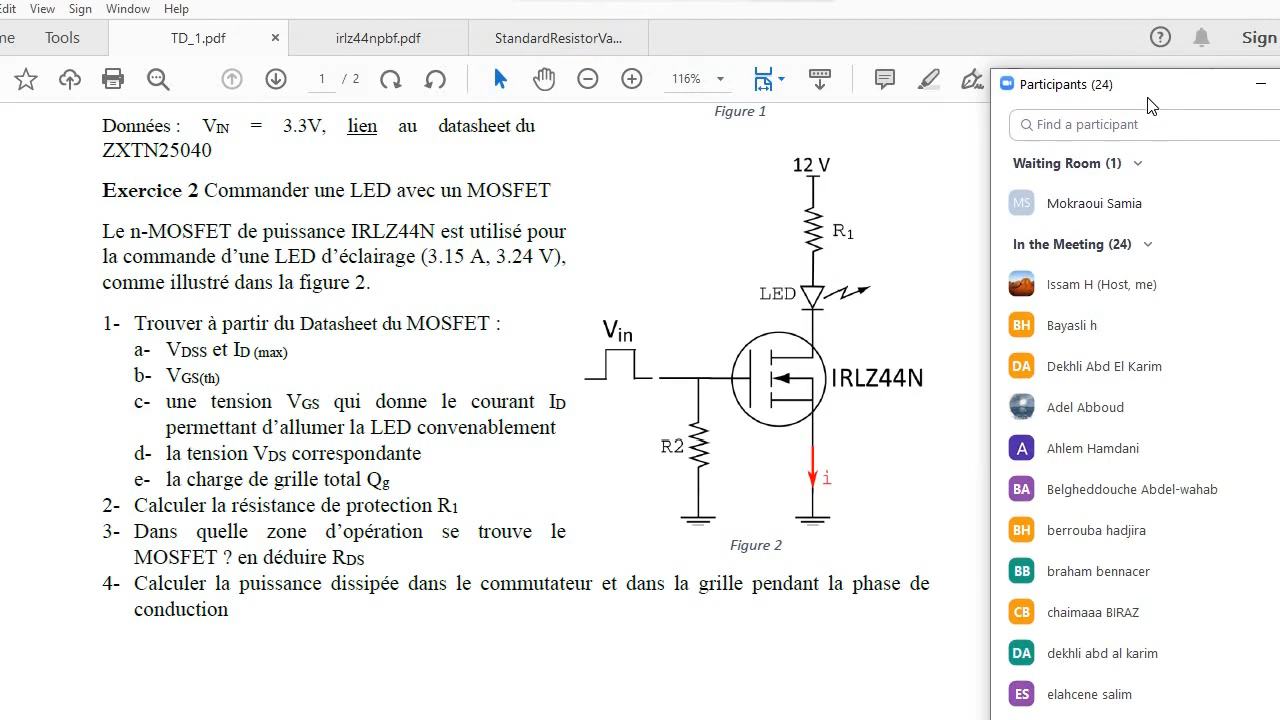 Edit View Sign Window Help
me Tools TD_1.pdf × irlz44npbf.pdf StandardResistorVa... Sign
1 / 2 116%
Figure 1
Données : VIN = 3.3V, lien au datasheet du
ZXTN25040
Exercice 2 Commander une LED avec un MOSFET
Le n-MOSFET de puissance IRLZ44N est utilisé pour
la commande d’une LED d’éclairage (3.15 A, 3.24 V),
comme illustré dans la figure 2.
1- Trouver à partir du Datasheet du MOSFET :
a- VDSS et ID (max)
b- VGS(th)
c- une tension VGS qui donne le courant ID
permettant d’allumer la LED convenablement
d- la tension VDS correspondante
e- la charge de grille total Qg
2- Calculer la résistance de protection R1
3- Dans quelle zone d’opération se trouve le
MOSFET ? en déduire RDS
4- Calculer la puissance dissipée dans le commutateur et dans la grille pendant la phase de
conduction
12 V
R1
LED
Vin
IRLZ44N
R2
i
Figure 2
Participants (24)
Find a participant
Waiting Room (1)
MS Mokraoui Samia
In the Meeting (24)
Issam H (Host, me)
BH Bayasli h
DA Dekhli Abd El Karim
Adel Abboud
A Ahlem Hamdani
BA Belgheddouche Abdel-wahab
BH berrouba hadjira
BB braham bennacer
CB chaimaaa BIRAZ
DA dekhli abd al karim
ES elahcene salim